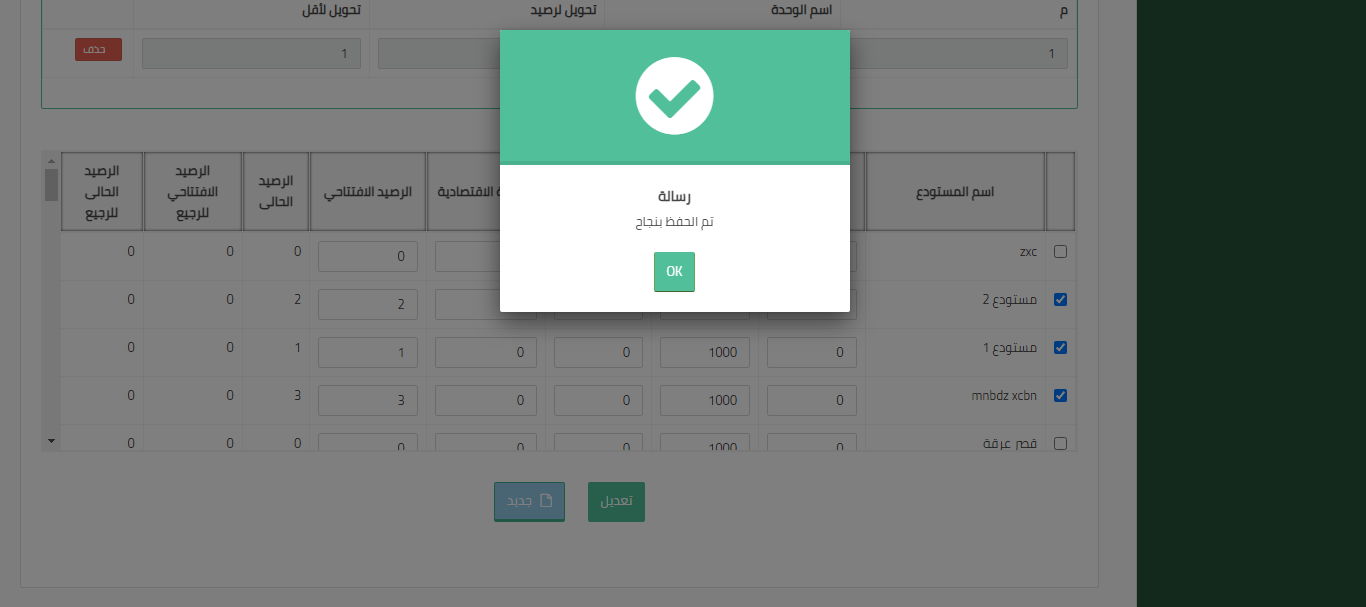 م اسم الوحدة تحويل لرصيد تحويل لأقل
1 1 حذف
رسالة
تم الحفظ بنجاح
OK
اسم المستودع ة الاقتصادية الرصيد الافتتاحي الرصيد الحالى الرصيد الافتتاحي للرجيع الرصيد الحالى للرجيع
zxc 0 0 0 0
مستودع 2 2 2 0 0
مستودع 1 0 1000 0 0 1 1 0 0
mnbdz xcbn 0 1000 0 0 3 3 0 0
قصر عرقة 0 1000 0 0 0 0 0 0
تعديل جديد